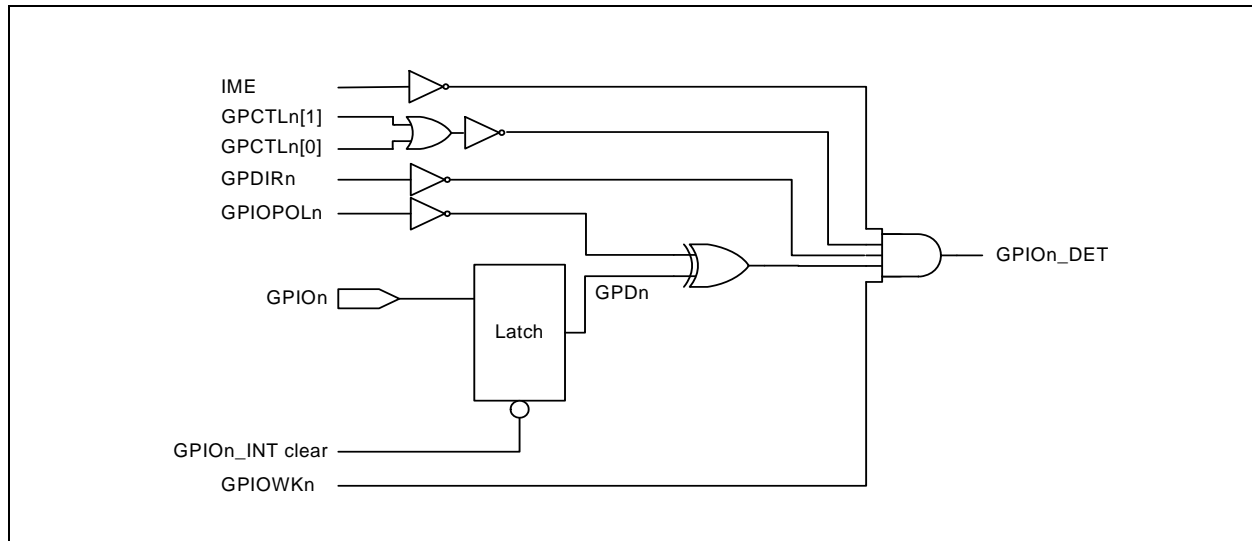 IME
GPCTLn[1]
GPCTLn[0]
GPDIRn
GPIOPOLn
GPIOn_DET
GPIOn
GPDn
Latch
GPIOn_INT clear
GPIOWKn